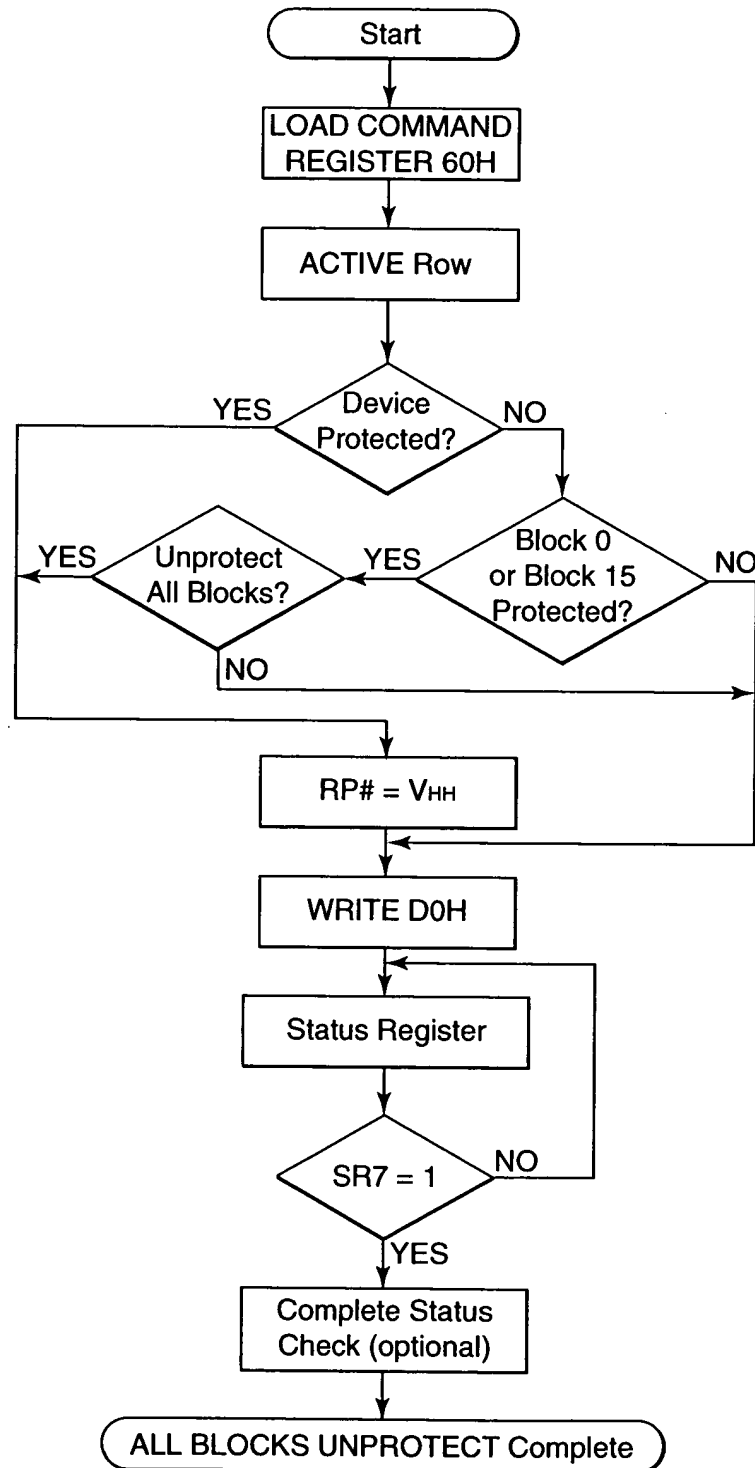 Start
LOAD COMMAND
REGISTER 60H
ACTIVE Row
YES
Device
Protected?
NO
YES
Unprotect
All Blocks?
YES
Block 0
or Block 15
Protected?
NO
NO
RP# = VHH
WRITE D0H
Status Register
SR7 = 1
NO
YES
Complete Status
Check (optional)
ALL BLOCKS UNPROTECT Complete